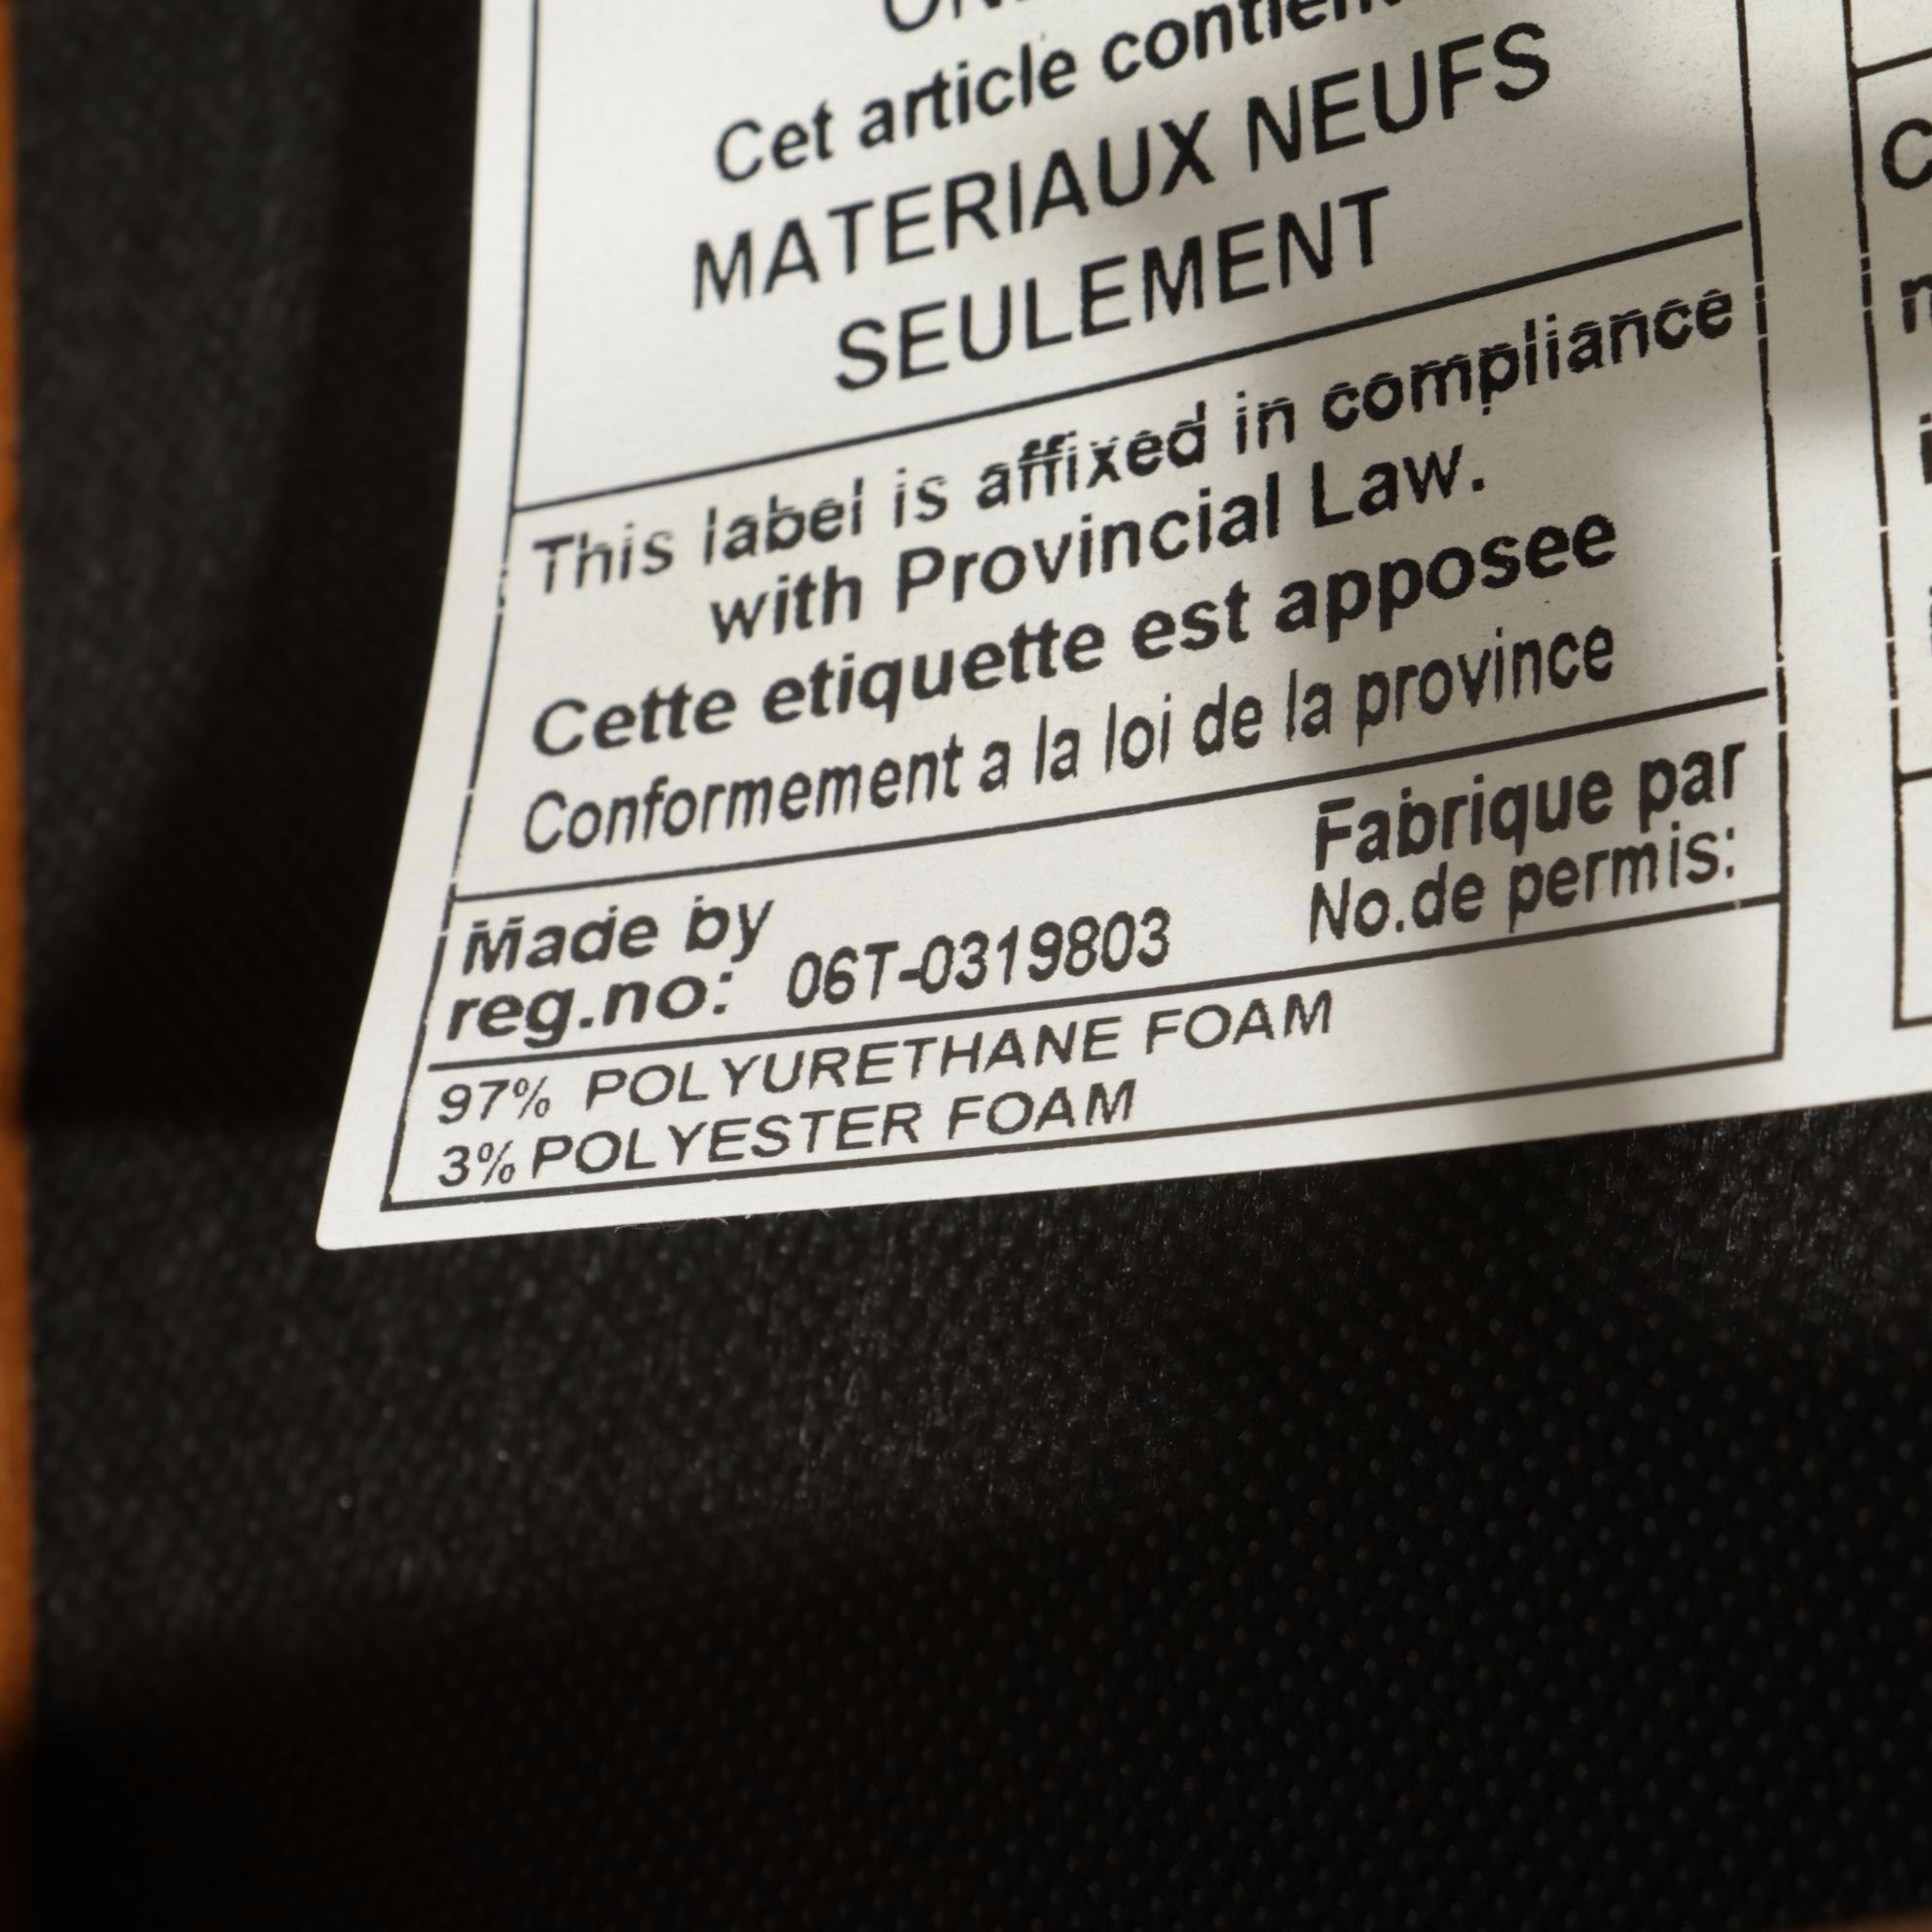 Cet article
MATERIAUX NEUFS
SEULEMENT
This label is affixed in compliance
with Provincial Law.
Cette etiquette est apposee
Conformement a la loi de la province
Made by
reg.no: 06T-0319803
Fabrique par
No.de permis:
97% POLYURETHANE FOAM
3% POLYESTER FOAM